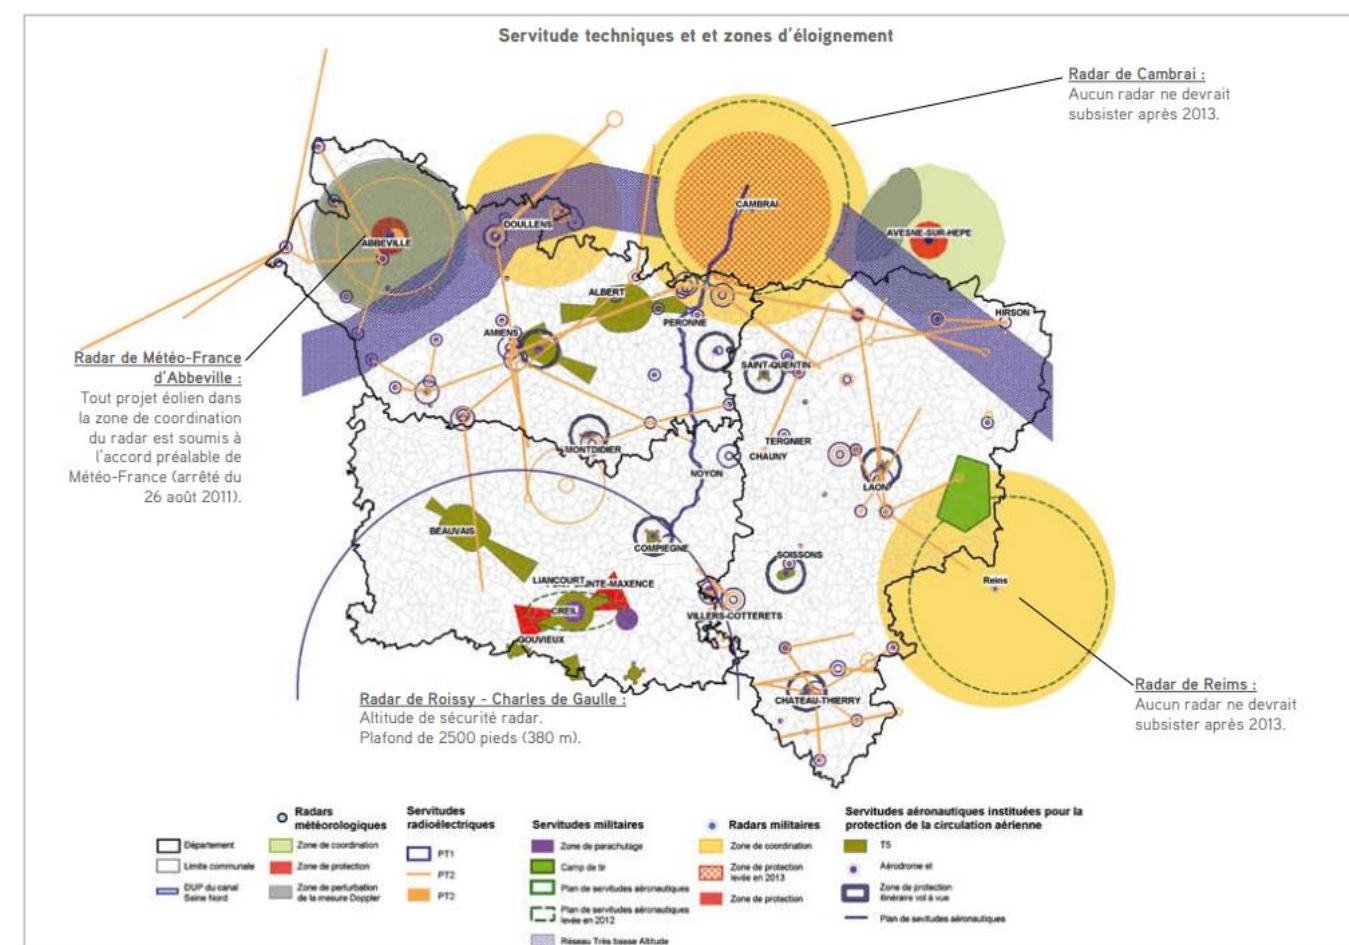 Servitude techniques et et zones d'éloignement
Radar de Cambrai :
Aucun radar ne devrait
subsister après 2013.
CAMBRAI
DOULLENS
ABBEVILLE
AVESNE-SUR-HEPE
ALBERT
HIRSON
PERONNE
AMIENS
Radar de Météo-France
d'Abbeville :
Tout projet éolien dans
la zone de coordination
du radar est soumis à
l'accord préalable de
Météo-France (arrêté du
26 août 2011).
SAINT-QUENTIN
TERGNIER
MONTDIDIER
CHAUNY
NOYON
LAON
BEAUVAIS
COMPIEGNE
SOISSONS
Reins
LIANCOURT
INTE-MAXENCE
CREIL
VILLERS-COTTERETS
GOUVIEUX
Radar de Roissy - Charles de Gaulle :
Altitude de sécurité radar.
Plafond de 2500 pieds (380 m).
CHATEAU-THIERRY
Radar de Reims :
Aucun radar ne devrait
subsister après 2013.
Département
Limite communale
DUP du canal
Seine Nord
Radars
météorologiques
Zone de coordination
Zone de protection
Zone de perturbation
de la mesure Doppler
Servitudes
radioélectriques
PT1
PT2
PT2
Servitudes militaires
Zone de parachutage
Camp de tir
Plan de servitudes aéronautiques
Plan de servitudes aéronautiques
levée en 2012
Réseau Très basse Altitude
Radars militaires
Zone de coordination
Zone de protection
levée en 2013
Zone de protection
Servitudes aéronautiques instituées pour la
protection de la circulation aérienne
T5
Aérodrome et
Zone de protection
itinéraire vol à vue
Plan de sevitudes aéronautiques